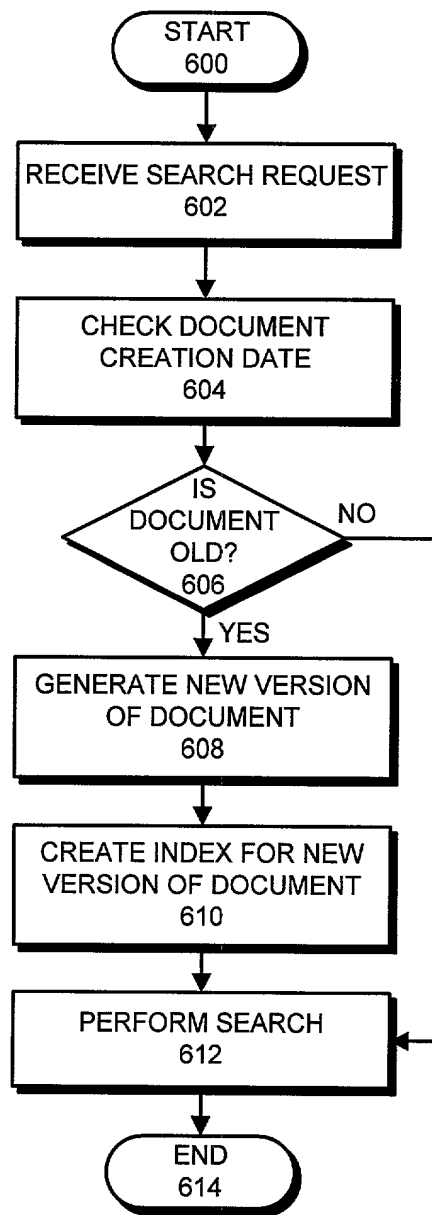 START
600
RECEIVE SEARCH REQUEST
602
CHECK DOCUMENT
CREATION DATE
604
IS
DOCUMENT
OLD?
606
NO
YES
GENERATE NEW VERSION
OF DOCUMENT
608
CREATE INDEX FOR NEW
VERSION OF DOCUMENT
610
PERFORM SEARCH
612
END
614